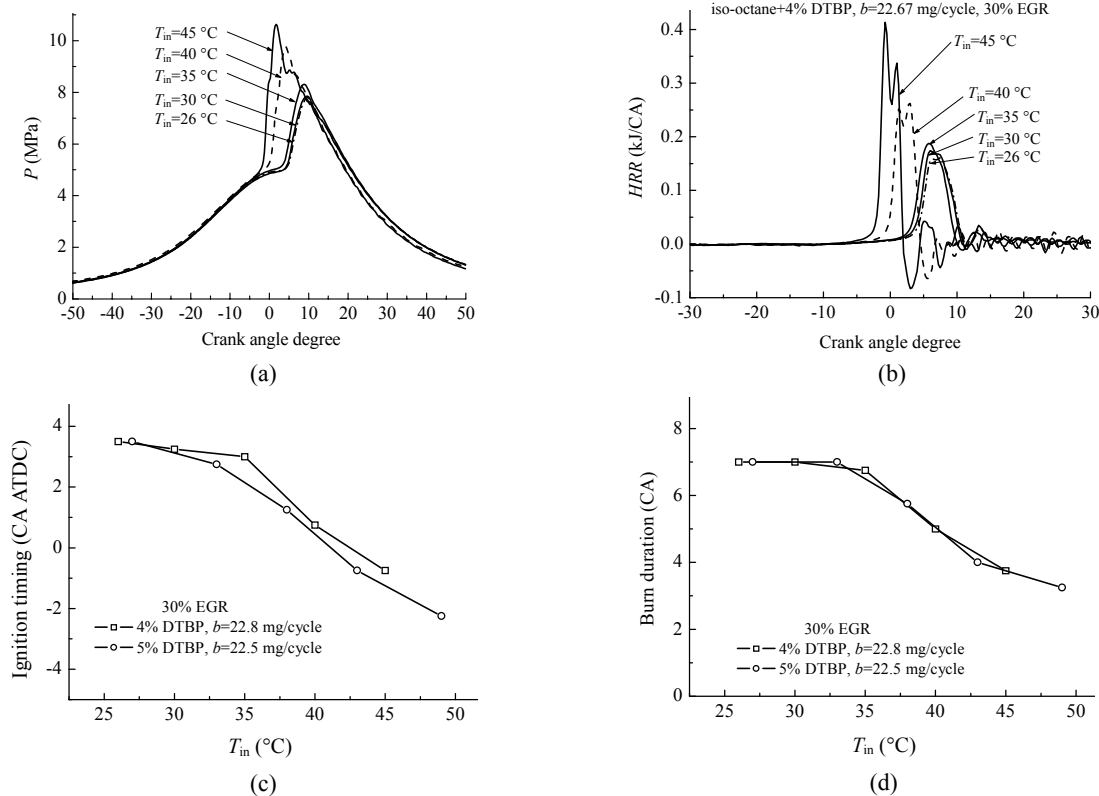 iso-octane+4% DTBP, b=22.67 mg/cycle, 30% EGR
P (MPa)
10
8
6
4
2
0
Tin=45 °C
Tin=40 °C
Tin=35 °C
Tin=30 °C
Tin=26 °C
-50 -40 -30 -20 -10 0 10 20 30 40 50
Crank angle degree
(a)
HRR (kJ/CA)
0.4
0.3
0.2
0.1
0.0
-0.1
Tin=45 °C
Tin=40 °C
Tin=35 °C
Tin=30 °C
Tin=26 °C
-30 -20 -10 0 10 20 30
Crank angle degree
(b)
Ignition timing (CA ATDC)
4
2
0
-2
-4
30% EGR
4% DTBP, b=22.8 mg/cycle
5% DTBP, b=22.5 mg/cycle
25 30 35 40 45 50
Tin (°C)
(c)
Burn duration (CA)
8
6
4
2
0
30% EGR
4% DTBP, b=22.8 mg/cycle
5% DTBP, b=22.5 mg/cycle
25 30 35 40 45 50
Tin (°C)
(d)